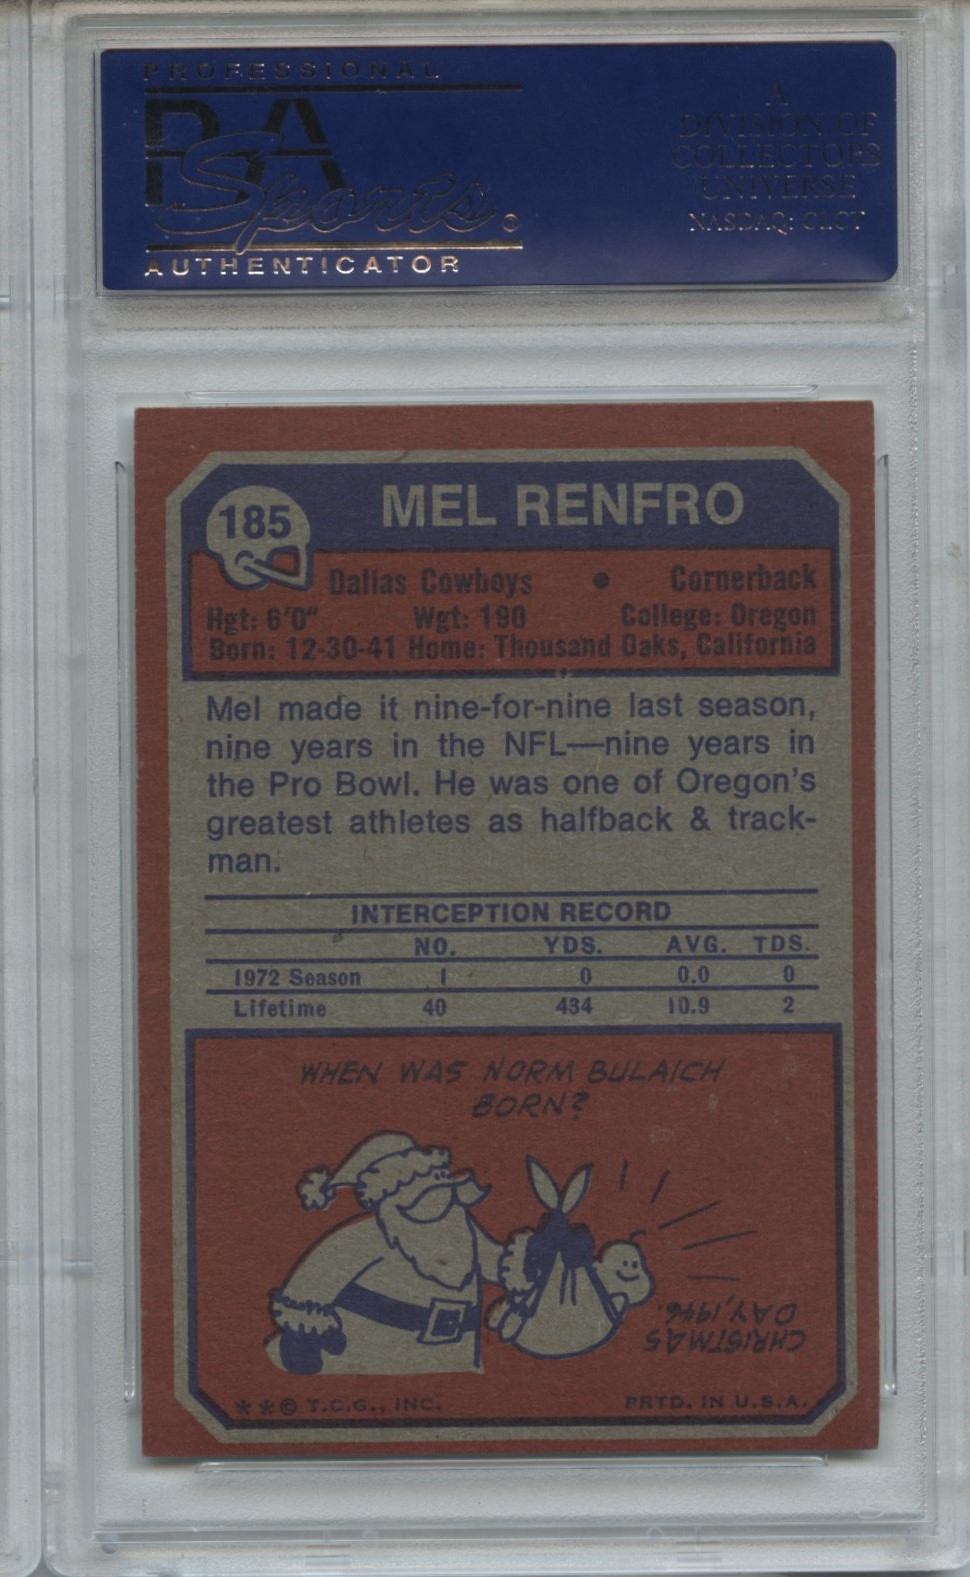 PROFESSIONAL
PSA
Sports®
AUTHENTICATOR
A
DIVISION OF
COLLECTORS
UNIVERSE
NASDAQ: CLCT
185
MEL RENFRO
Dallas Cowboys • Cornerback
Hgt: 6'0" Wgt: 190 College: Oregon
Born: 12-30-41 Home: Thousand Oaks, California
Mel made it nine-for-nine last season,
nine years in the NFL—nine years in
the Pro Bowl. He was one of Oregon's
greatest athletes as halfback & track-
man.
INTERCEPTION RECORD
NO. YDS. AVG. TDS.
1972 Season 1 0 0.0 0
Lifetime 40 434 10.9 2
WHEN WAS NORM BULAICH
BORN?
CHRISTMAS
DAY, 1946.
**© T.C.G., INC. PRTD. IN U.S.A.